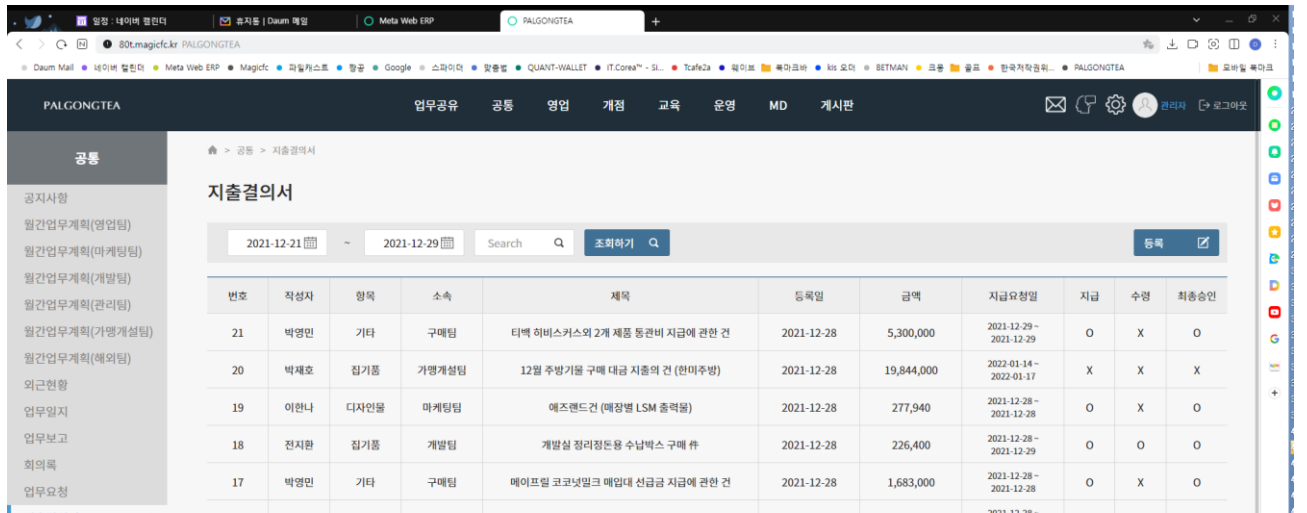 일정 : 네이버 캘린더
휴지통 | Daum 메일
Meta Web ERP
PALGONGTEA
80t.magicfc.kr PALGONGTEA
Daum Mail 네이버 캘린더 Meta Web ERP Magicfc 파일캐스트 팡공 Google 스파이더 맞춤법 QUANT-WALLET iT.Corea™ - Si... Tcafe2a 웨이브 북마크바 kis 오더 BETMAN 크롱 골프 한국저작권위... PALGONGTEA 모바일 북마크
PALGONGTEA 업무공유 공통 영업 개점 교육 운영 MD 게시판 관리자 로그아웃
공통
공지사항
월간업무계획(영업팀)
월간업무계획(마케팅팀)
월간업무계획(개발팀)
월간업무계획(관리팀)
월간업무계획(가맹개설팀)
월간업무계획(해외팀)
외근현황
업무일지
업무보고
회의록
업무요청
> 공통 > 지출결의서
지출결의서
2021-12-21 ~ 2021-12-29 Search 조회하기 등록
번호 작성자 항목 소속 제목 등록일 금액 지급요청일 지급 수령 최종승인
21 박영민 기타 구매팀 티백 히비스커스외 2개 제품 통관비 지급에 관한 건 2021-12-28 5,300,000 2021-12-29 ~ 2021-12-29 O X O
20 박재호 집기품 가맹개설팀 12월 주방기물 구매 대금 지출의 건 (한미주방) 2021-12-28 19,844,000 2022-01-14 ~ 2022-01-17 X X X
19 이한나 디자인물 마케팅팀 애즈랜드건 (매장별 LSM 출력물) 2021-12-28 277,940 2021-12-28 ~ 2021-12-28 O X O
18 전지환 집기품 개발팀 개발실 정리정돈용 수납박스 구매 件 2021-12-28 226,400 2021-12-28 ~ 2021-12-29 O O O
17 박영민 기타 구매팀 메이프릴 코코넛밀크 매입대 선급금 지급에 관한 건 2021-12-28 1,683,000 2021-12-28 ~ 2021-12-28 O X O